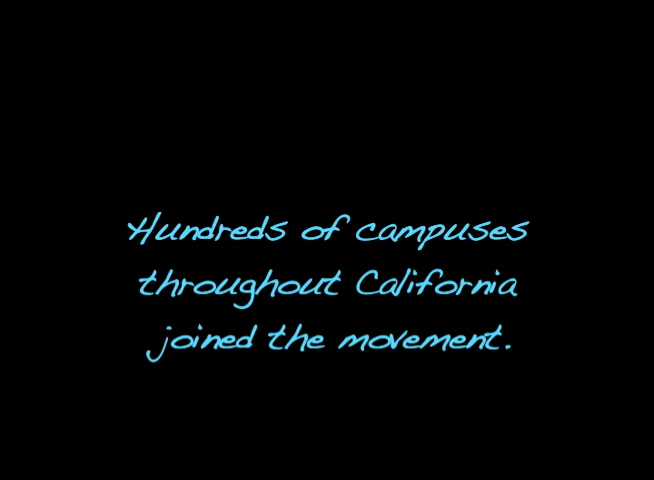 Hundreds of campuses
throughout California
joined the movement.